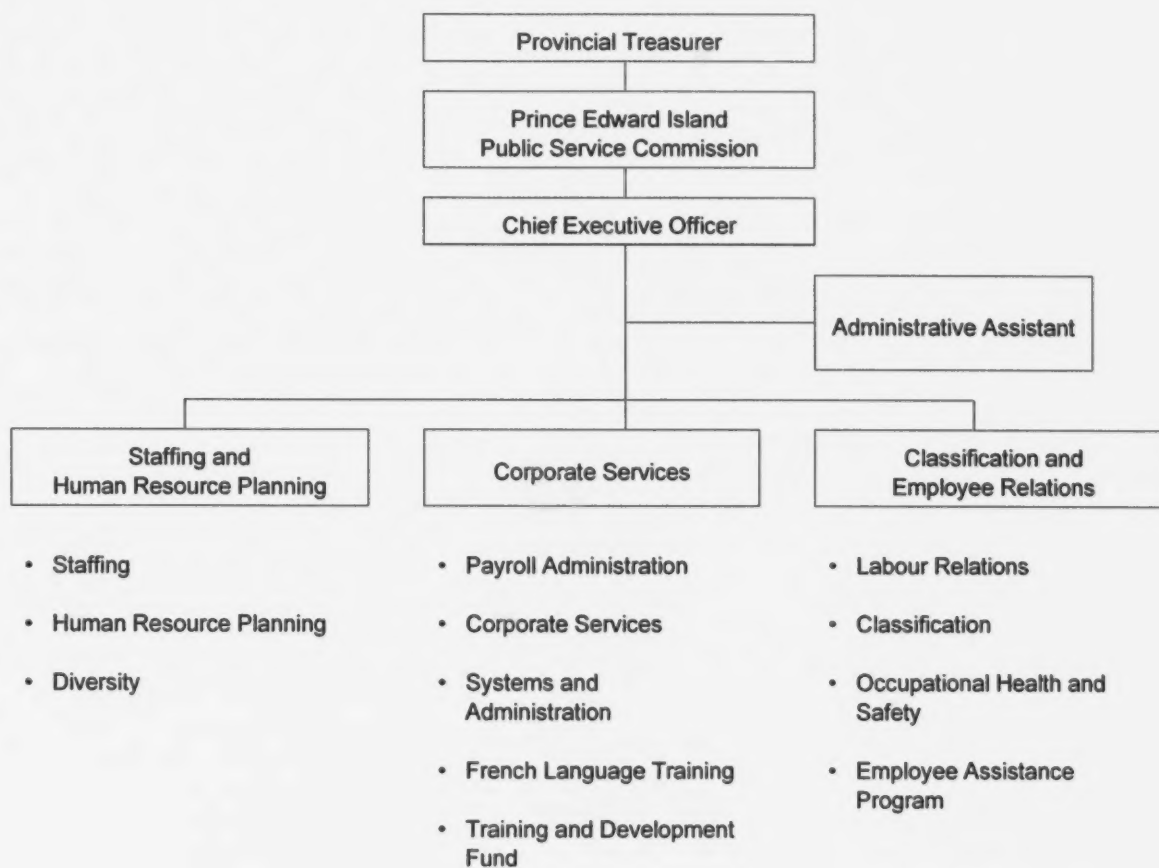 Provincial Treasurer
Prince Edward Island
Public Service Commission
Chief Executive Officer
Administrative Assistant
Staffing and
Human Resource Planning
• Staffing
• Human Resource Planning
• Diversity
Corporate Services
• Payroll Administration
• Corporate Services
• Systems and
Administration
• French Language Training
• Training and Development
Fund
Classification and
Employee Relations
• Labour Relations
• Classification
• Occupational Health and
Safety
• Employee Assistance
Program